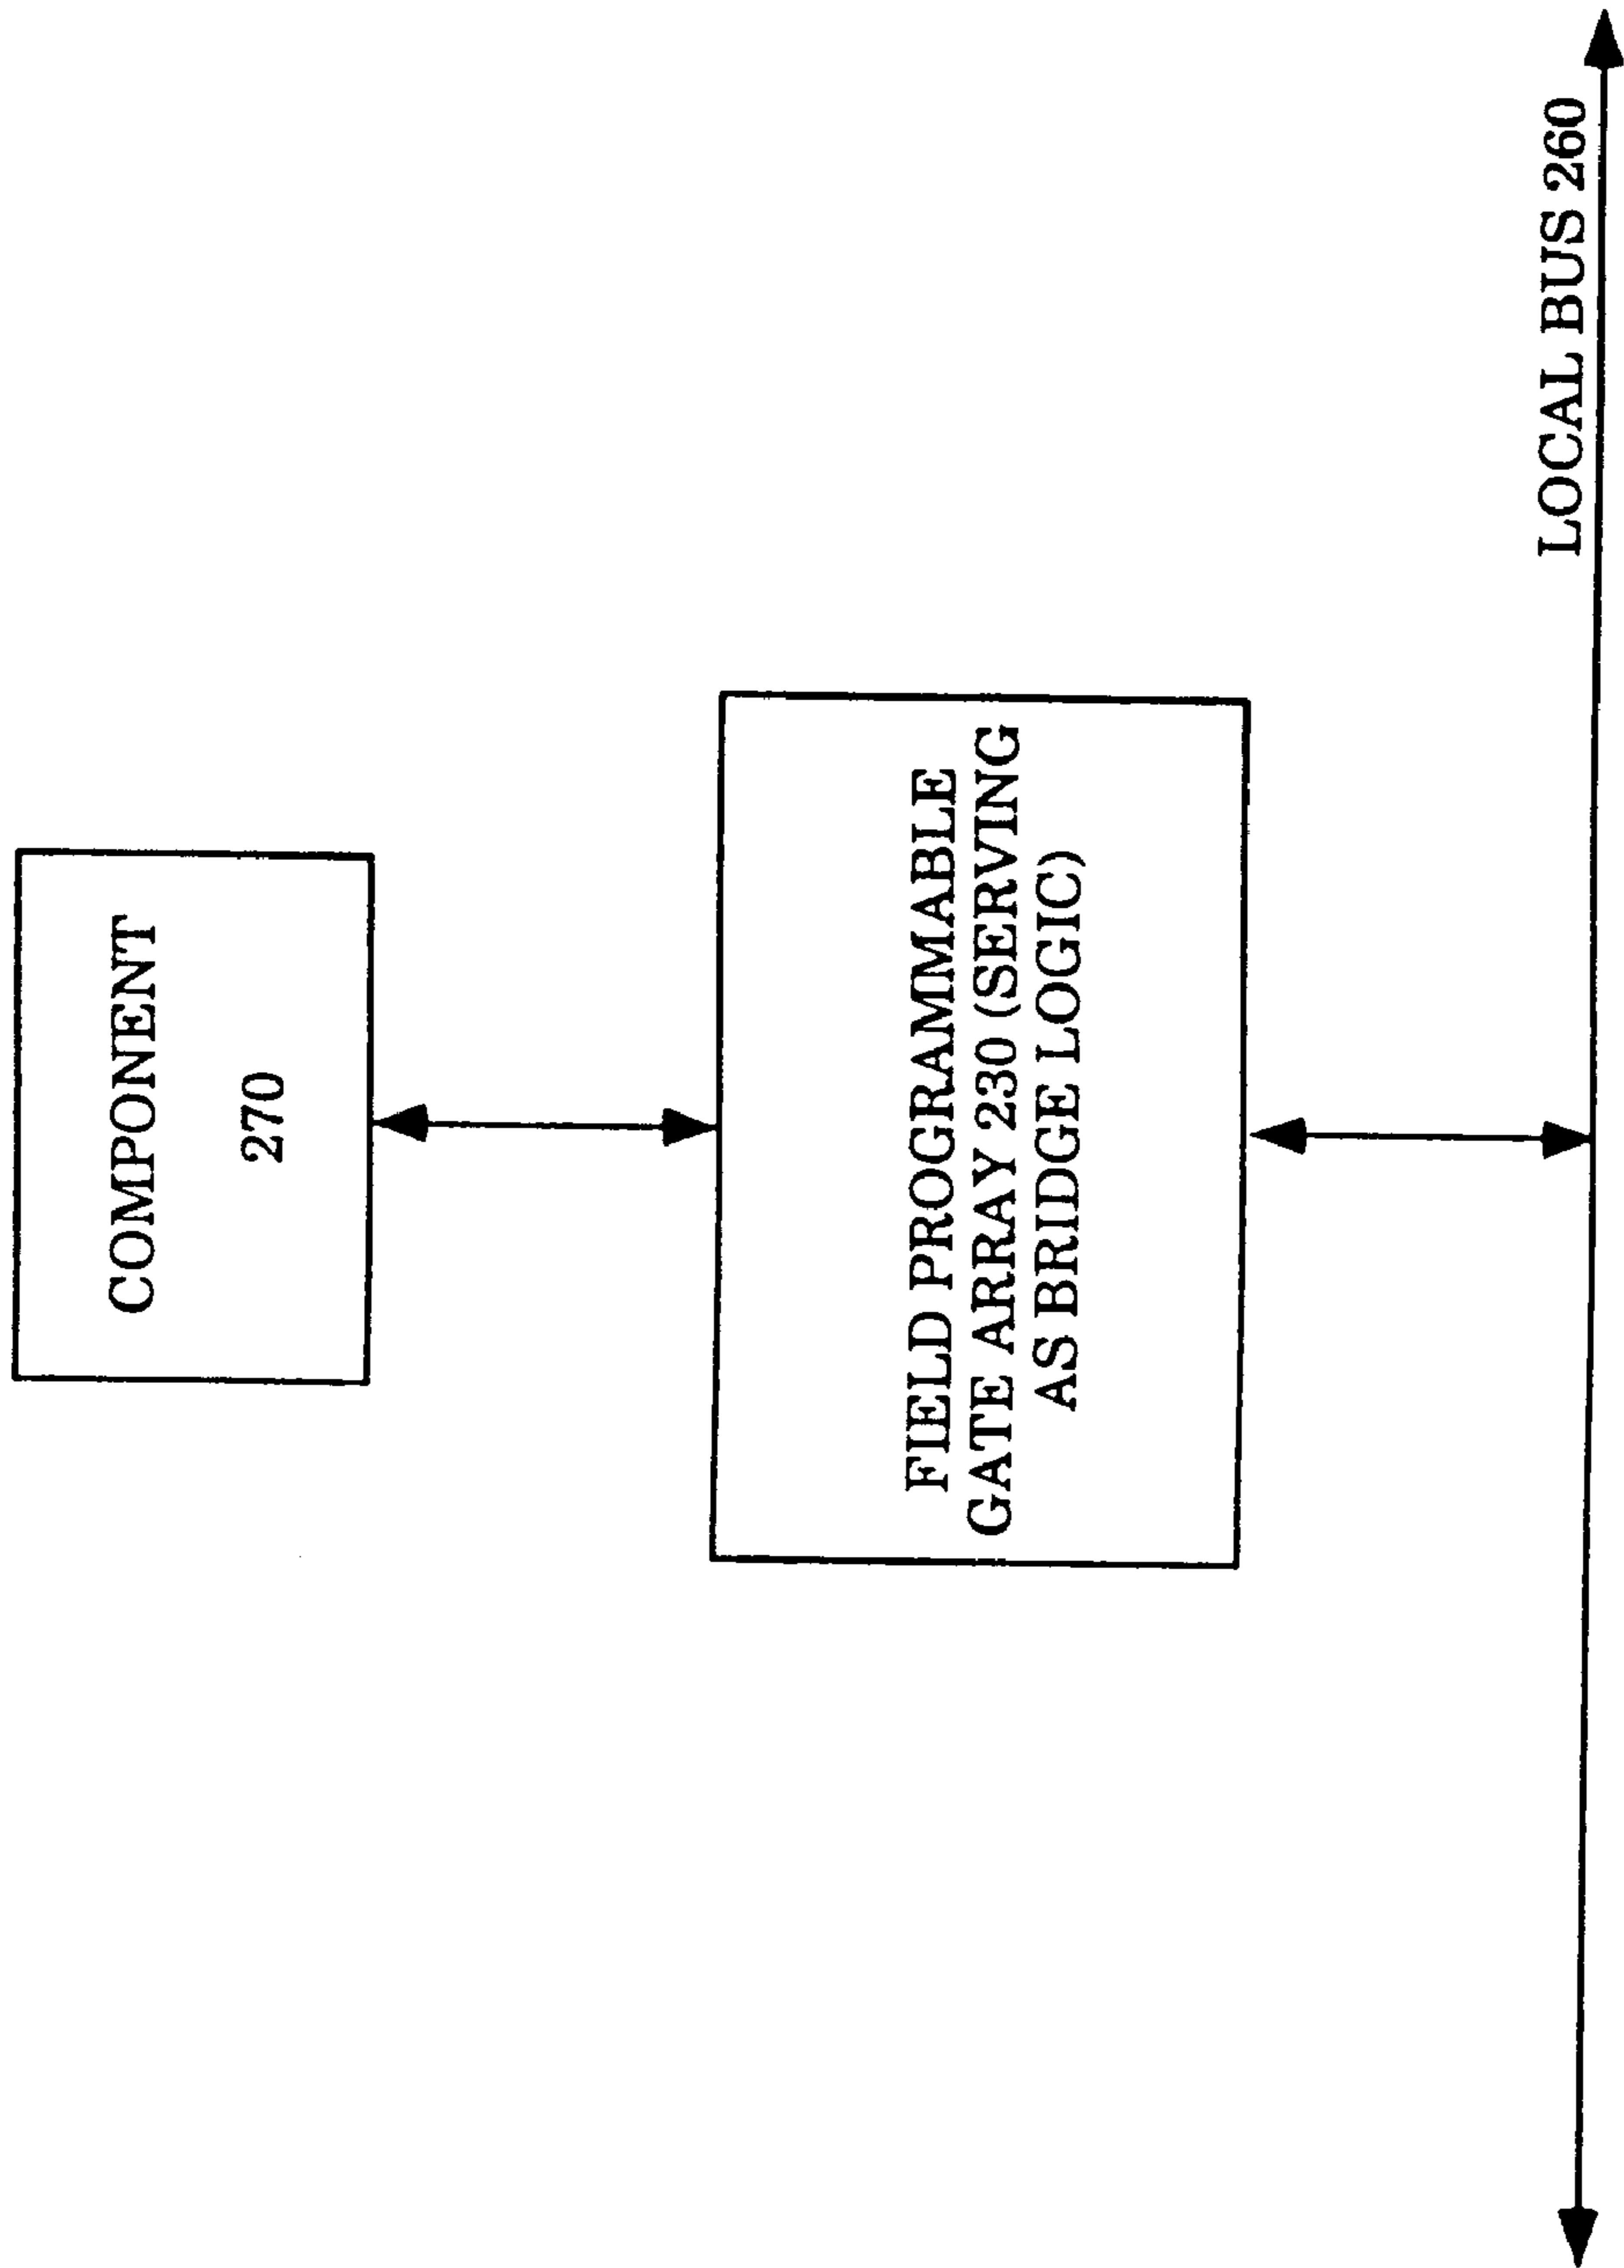 COMPONENT
270
FIELD PROGRAMMABLE
GATE ARRAY 230 (SERVING
AS BRIDGE LOGIC)
LOCAL BUS 260